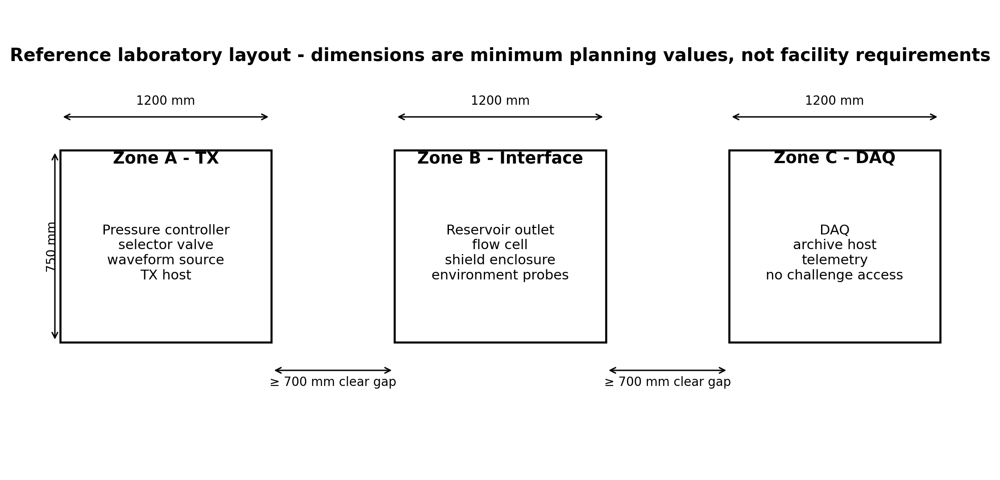 Reference laboratory layout - dimensions are minimum planning values, not facility requirements
1200 mm
1200 mm
1200 mm
Zone A - TX
Zone B - Interface
Zone C - DAQ
750 mm
Pressure controller
selector valve
waveform source
TX host
Reservoir outlet
flow cell
shield enclosure
environment probes
DAQ
archive host
telemetry
no challenge access
≥ 700 mm clear gap
≥ 700 mm clear gap